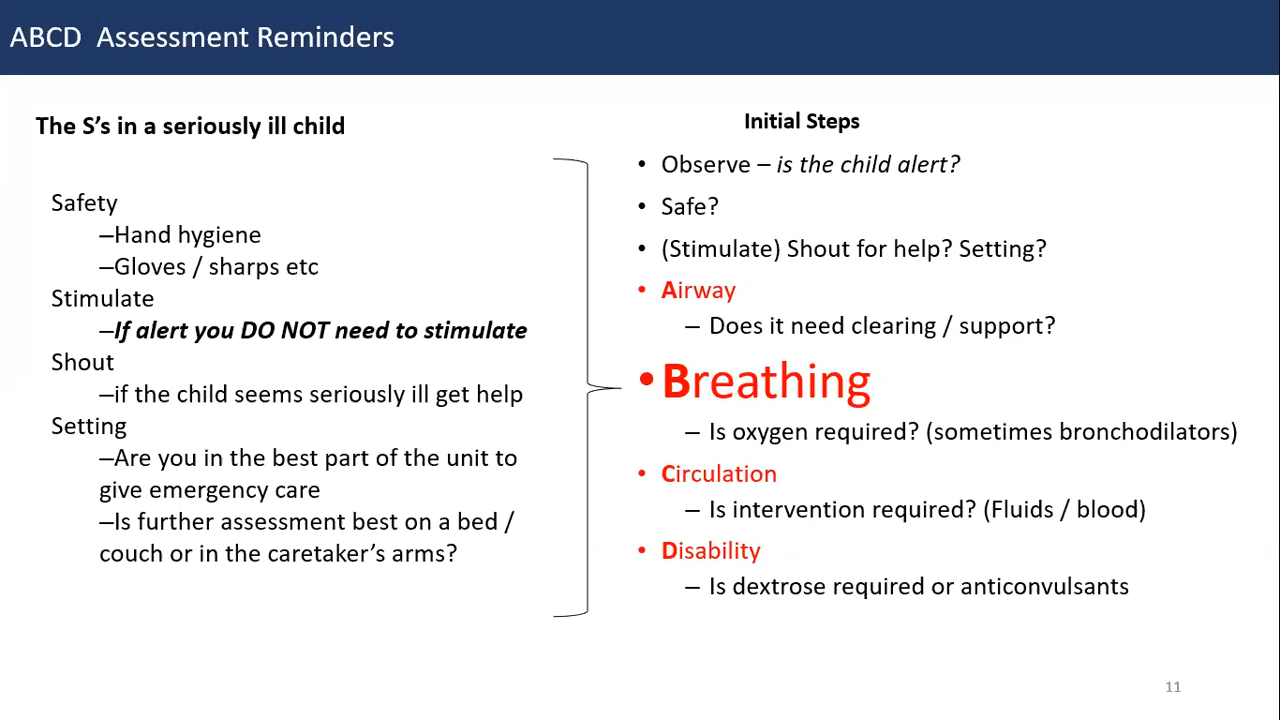 ABCD  Assessment Reminders
The S’s in a seriously ill child
Safety
–Hand hygiene
–Gloves / sharps etc
Stimulate
–If alert you DO NOT need to stimulate
Shout
–if the child seems seriously ill get help
Setting
–Are you in the best part of the unit to
give emergency care
–Is further assessment best on a bed /
couch or in the caretaker’s arms?
Initial Steps
• Observe – is the child alert?
• Safe?
• (Stimulate) Shout for help? Setting?
• Airway
– Does it need clearing / support?
• Breathing
– Is oxygen required? (sometimes bronchodilators)
• Circulation
– Is intervention required? (Fluids / blood)
• Disability
– Is dextrose required or anticonvulsants
11